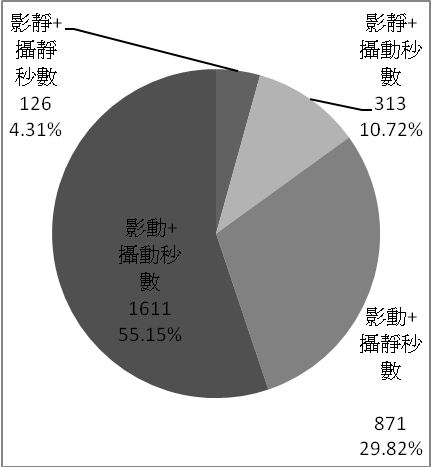 影靜+
攝靜
秒數
126
4.31%
影靜+
攝動秒
數
313
10.72%
影動+
攝靜秒
數
871
29.82%
影動+
攝動秒
數
1611
55.15%